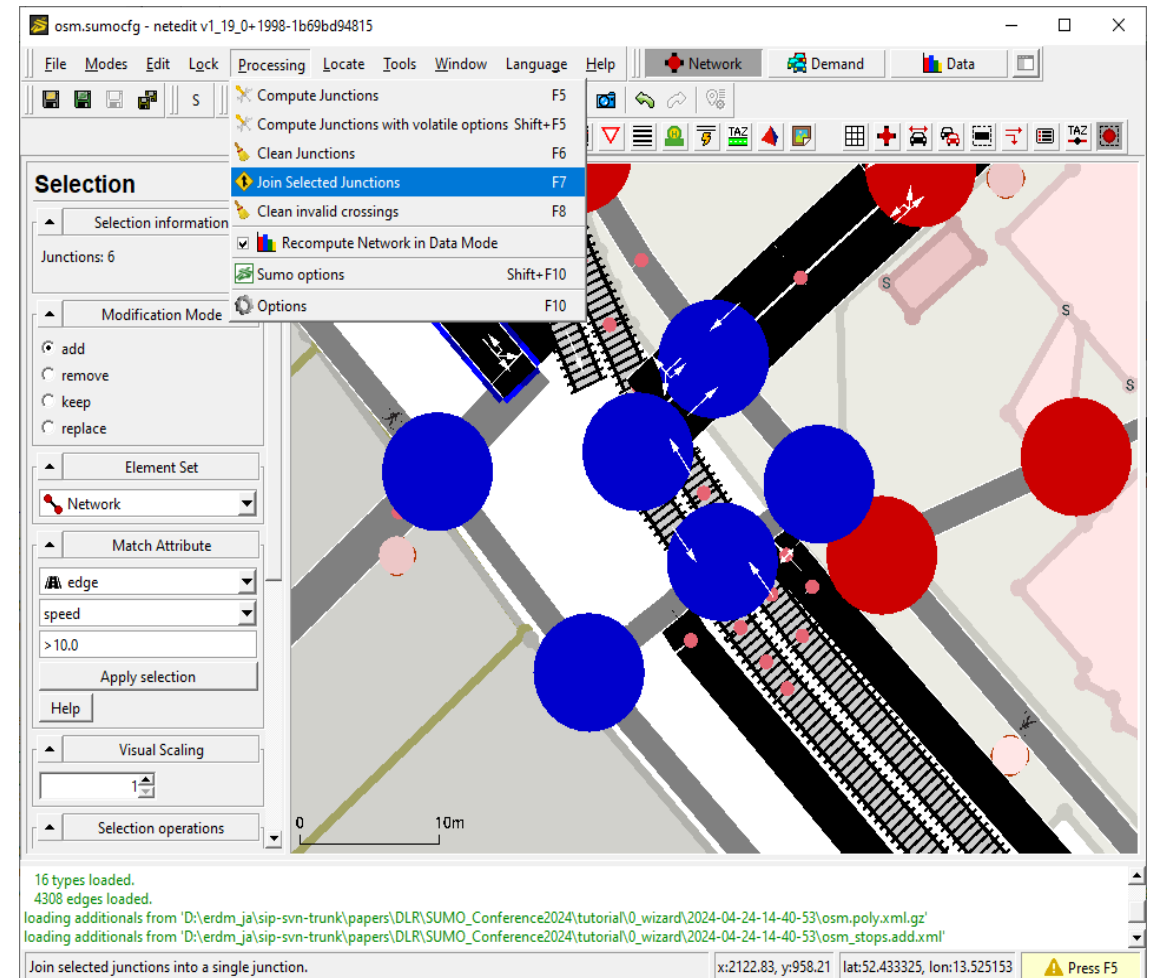 osm.sumocfg - netedit v1_19_0+1998-1b69bd94815
File Modes Edit Lock Processing Locate Tools Window Language Help Network Demand Data
S
Compute Junctions F5
Compute Junctions with volatile options Shift+F5
Clean Junctions F6
Join Selected Junctions F7
Clean invalid crossings F8
Recompute Network in Data Mode
Sumo options Shift+F10
Options F10
TAZ TAZ
Selection
Selection information
Junctions: 6
Modification Mode
add
remove
keep
replace
Element Set
Network
Match Attribute
edge
speed
>10.0
Apply selection
Help
Visual Scaling
1
Selection operations
S
S
S
0 10m
16 types loaded.
4308 edges loaded.
loading additionals from 'D:\erdm_ja\sip-svn-trunk\papers\DLR\SUMO_Conference2024\tutorial\0_wizard\2024-04-24-14-40-53\osm.poly.xml.gz'
loading additionals from 'D:\erdm_ja\sip-svn-trunk\papers\DLR\SUMO_Conference2024\tutorial\0_wizard\2024-04-24-14-40-53\osm_stops.add.xml'
Join selected junctions into a single junction. x:2122.83, y:958.21 lat:52.433325, lon:13.525153 Press F5